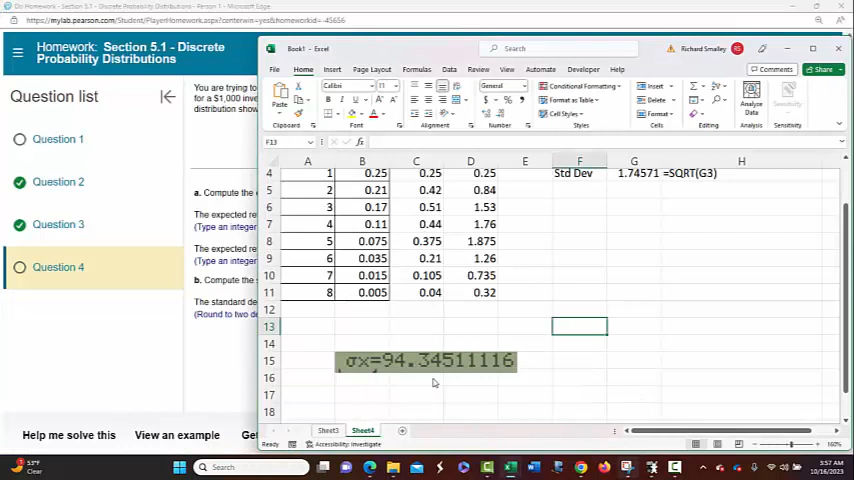 Do Homework: Section 5.1 - Discrete Probability Distributions - Person 1 - Microsoft Edge
https://mylab.pearson.com/Student/PlayerHomework.aspx?centerwin=yes&homeworkid= -45656
Homework: Section 5.1 - Discrete
Probability Distributions
Question list
Question 1
Question 2
Question 3
Question 4
You are trying to
for a $1,000 inve
distribution show
a. Compute the e
The expected re
(Type an integer
The expected re
(Type an integer
b. Compute the s
The standard de
(Round to two de
Help me solve this View an example Get
Book1 - Excel Search Richard Smalley RS
File Home Insert Page Layout Formulas Data Review View Automate Developer Help Comments Share
Paste Calibri 11 General Conditional Formatting Insert
Format as Table Delete Analyze Data Sensitivity
Cell Styles Format
Clipboard Font Alignment Number Styles Cells Editing Analysis Sensitivity
F13 fx
A B C D E F G H
4 1 0.25 0.25 0.25 Std Dev 1.74571 =SQRT(G3)
5 2 0.21 0.42 0.84
6 3 0.17 0.51 1.53
7 4 0.11 0.44 1.76
8 5 0.075 0.375 1.875
9 6 0.035 0.21 1.26
10 7 0.015 0.105 0.735
11 8 0.005 0.04 0.32
12
13
14
15 σx=94.34511116
16
17
18
Sheet3 Sheet4
Ready Accessibility: Investigate 160%
53°F
Clear
Search
3:57 AM
10/16/2023